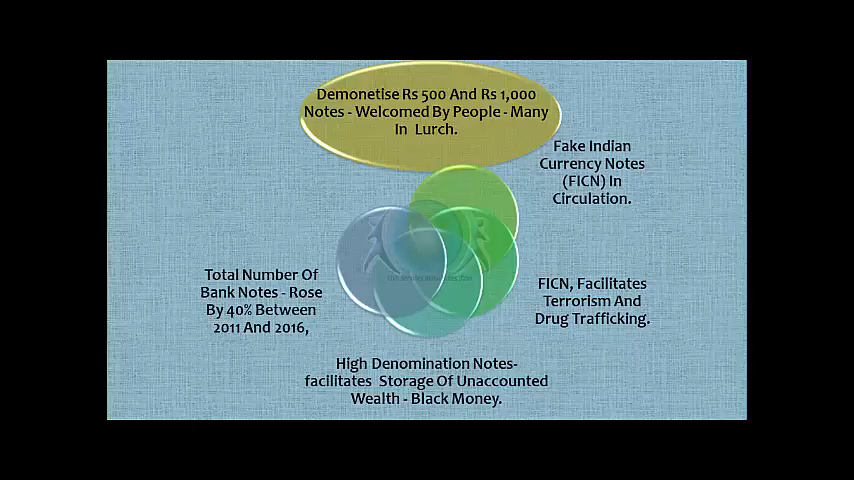 Demonetise Rs 500 And Rs 1,000
Notes - Welcomed By People - Many
In Lurch.
Fake Indian
Currency Notes
(FICN) In
Circulation.
FICN, Facilitates
Terrorism And
Drug Trafficking.
High Denomination Notes-
facilitates Storage Of Unaccounted
Wealth - Black Money.
Total Number Of
Bank Notes - Rose
By 40% Between
2011 And 2016,